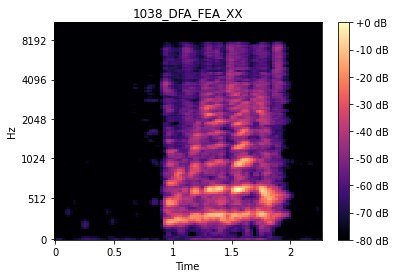 1038_DFA_FEA_XX
Hz
8192
4096
2048
1024
512
0
0
0.5
1
1.5
2
Time
+0 dB
-10 dB
-20 dB
-30 dB
-40 dB
-50 dB
-60 dB
-70 dB
-80 dB